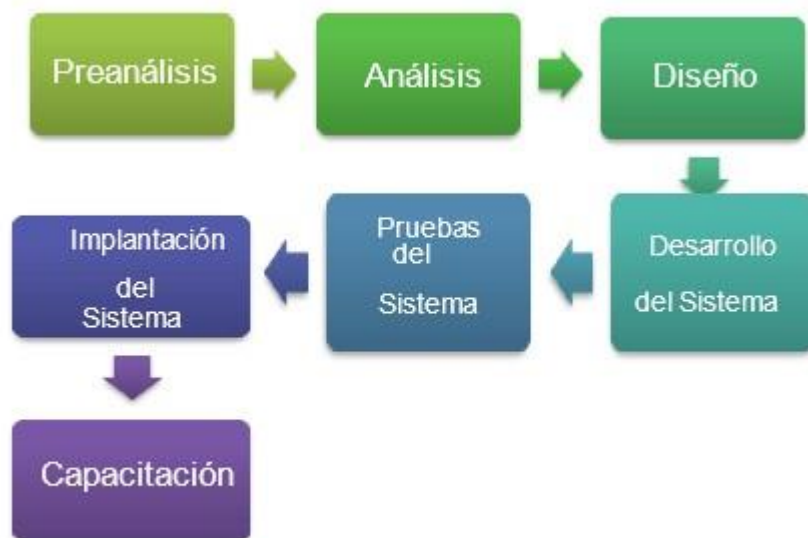 Preanálisis
Análisis
Diseño
Desarrollo
del Sistema
Pruebas
del
Sistema
Implantación
del
Sistema
Capacitación